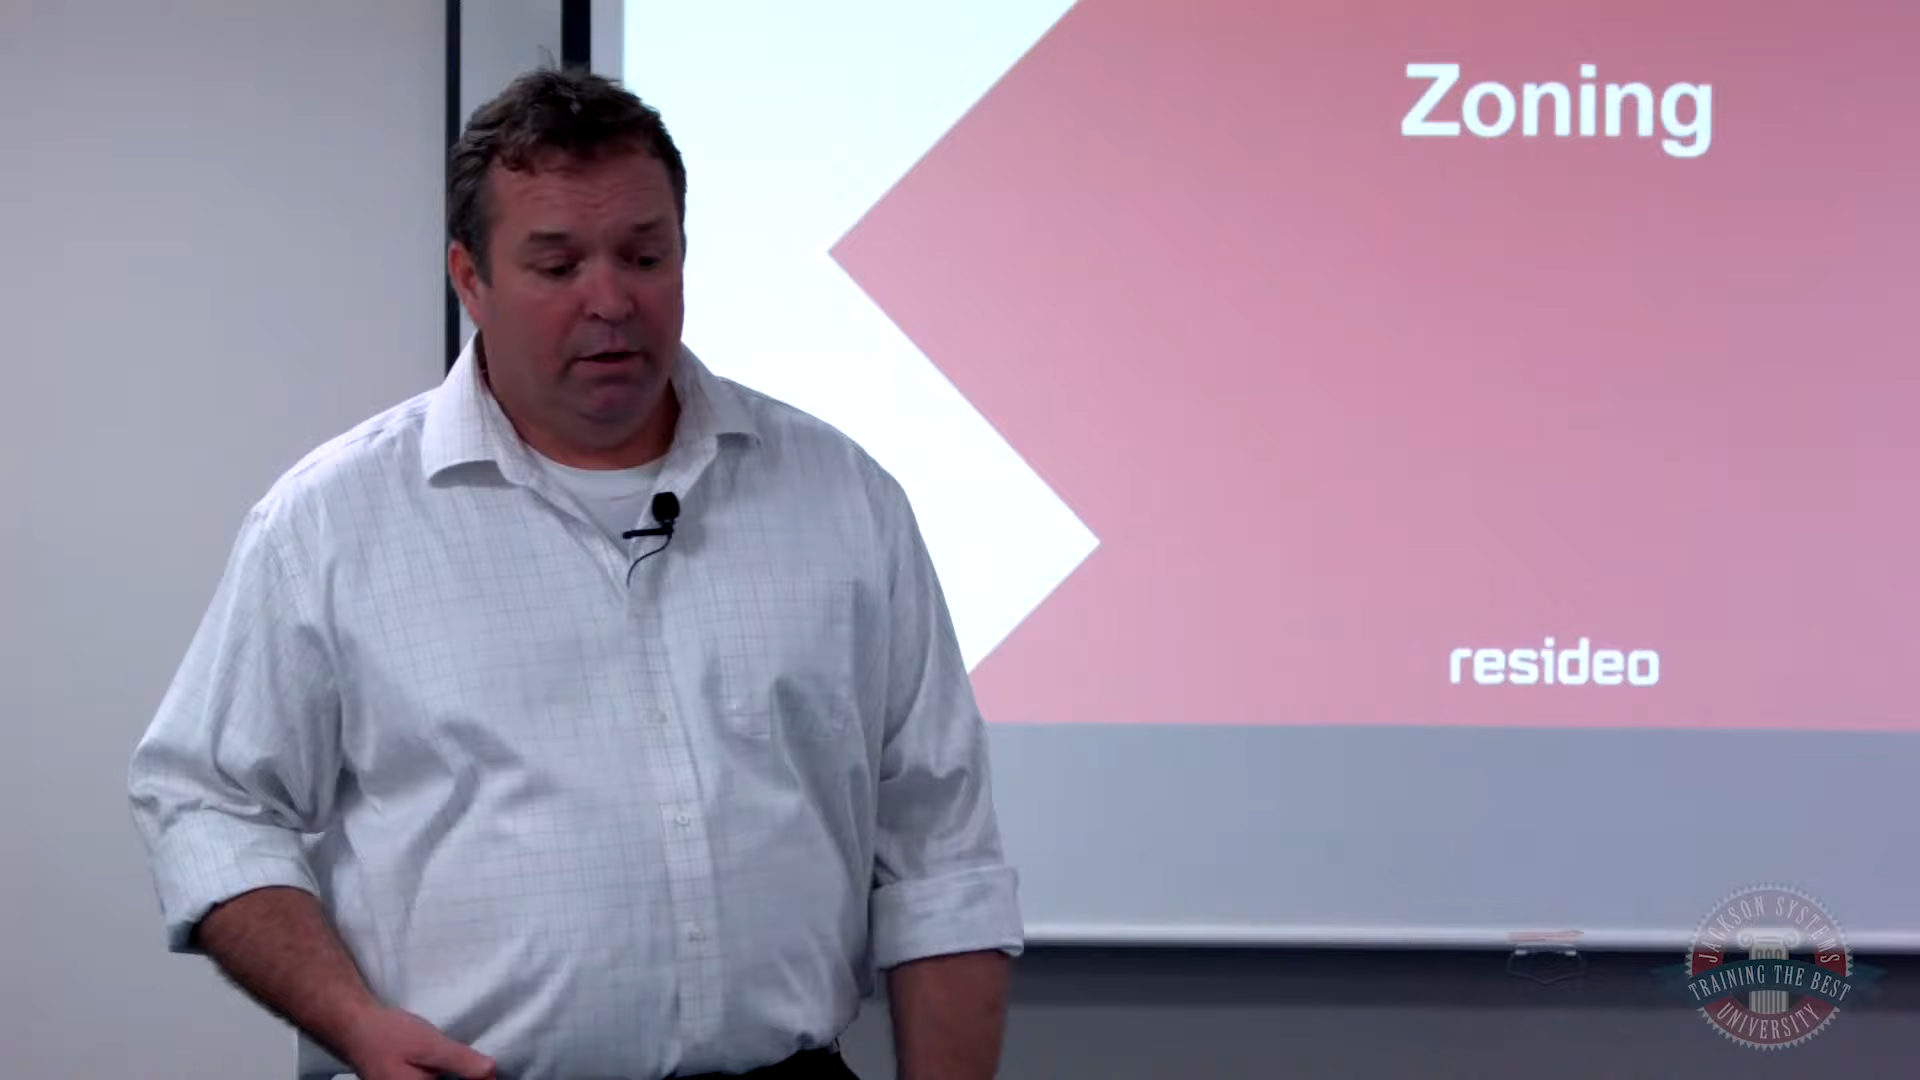 Zoning
resideo
JACKSON SYSTEMS
TRAINING THE BEST
UNIVERSITY